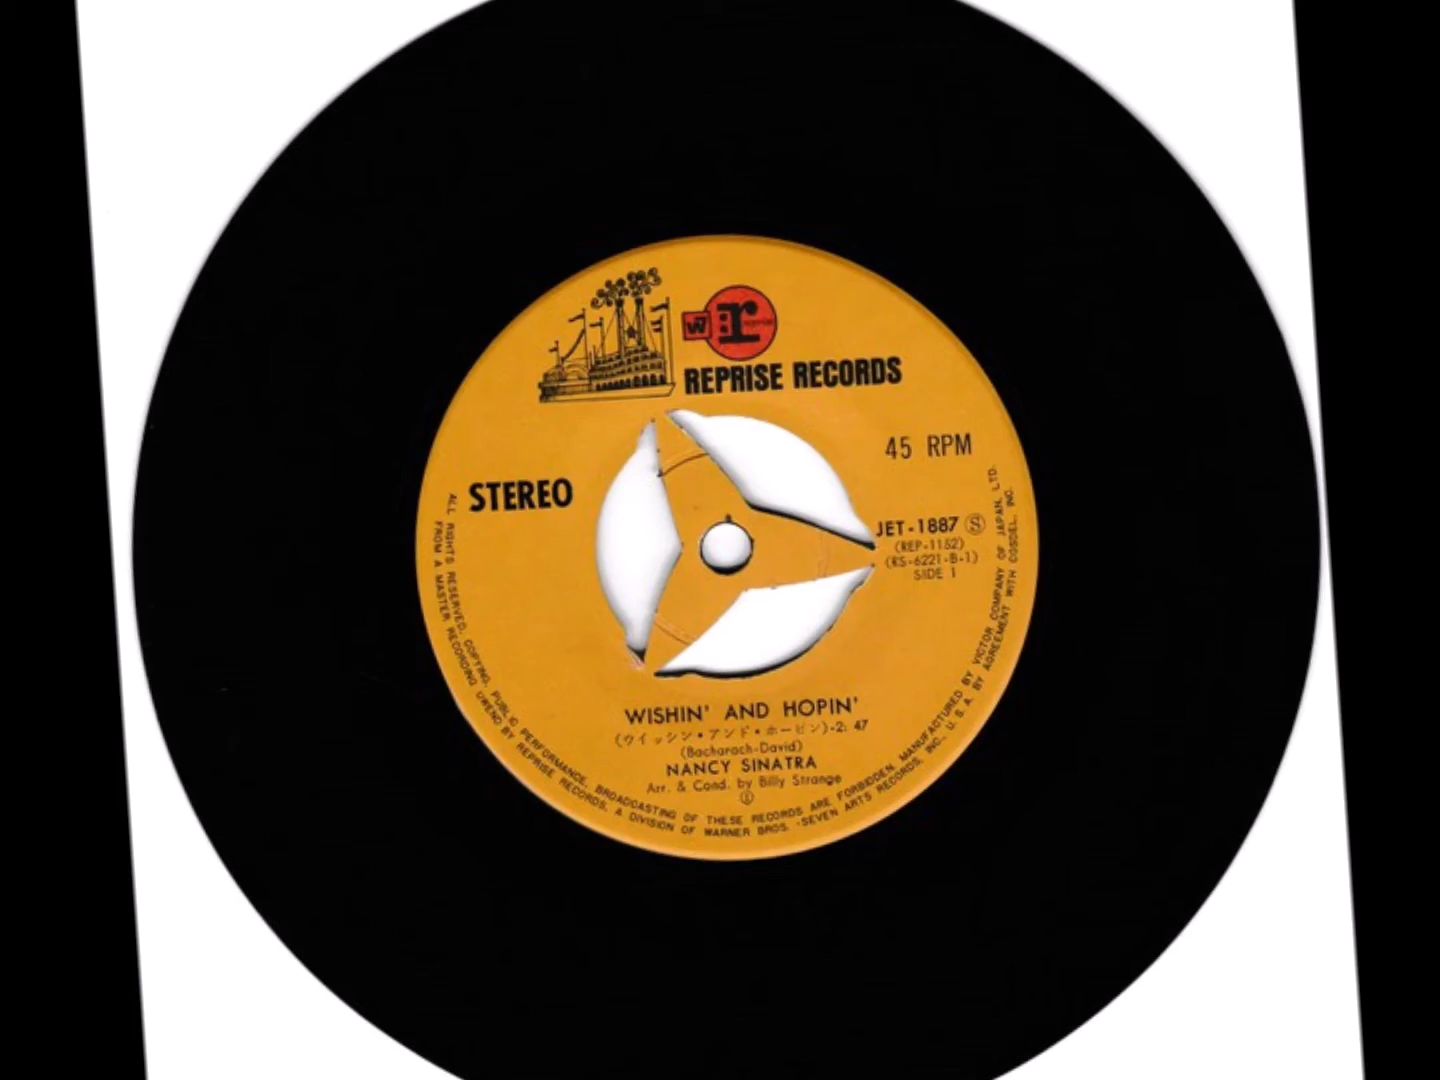 W r reprise
REPRISE RECORDS
45 RPM
STEREO
JET-1887 Ⓢ
(REP-1152)
(RS-6221-B-1)
SIDE 1
WISHIN' AND HOPIN'
(ウイッシン・アンド・ホーピン)-2: 47
(Bacharach-David)
NANCY SINATRA
Arr. & Cond. by Billy Strange
ALL RIGHTS RESERVED. COPYING, PUBLIC PERFORMANCE, BROADCASTING OF THESE RECORDS ARE FORBIDDEN. MANUFACTURED BY VICTOR COMPANY OF JAPAN, LTD.
FROM A MASTER RECORDING OWEND BY REPRISE RECORDS, A DIVISION OF WARNER BROS.-SEVEN ARTS RECORDS, INC., U. S. A. BY AGREEMENT WITH COSDEL, INC.